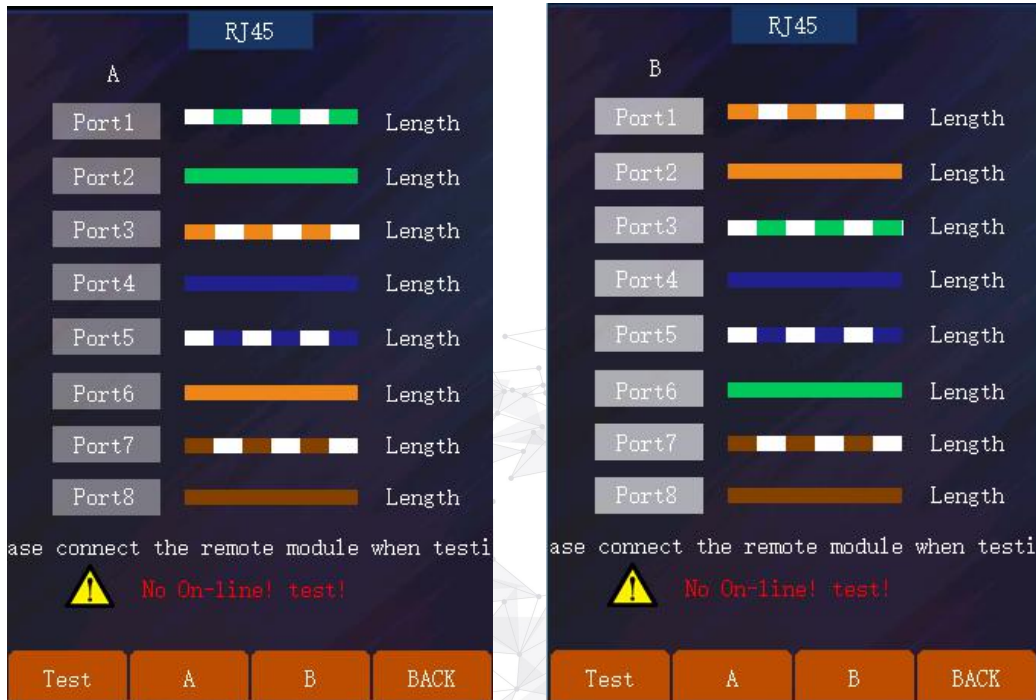 RJ45
A
Port1 Length
Port2 Length
Port3 Length
Port4 Length
Port5 Length
Port6 Length
Port7 Length
Port8 Length
ase connect the remote module when testi
No On-line! test!
Test A B BACK
RJ45
B
Port1 Length
Port2 Length
Port3 Length
Port4 Length
Port5 Length
Port6 Length
Port7 Length
Port8 Length
ase connect the remote module when testi
No On-line! test!
Test A B BACK